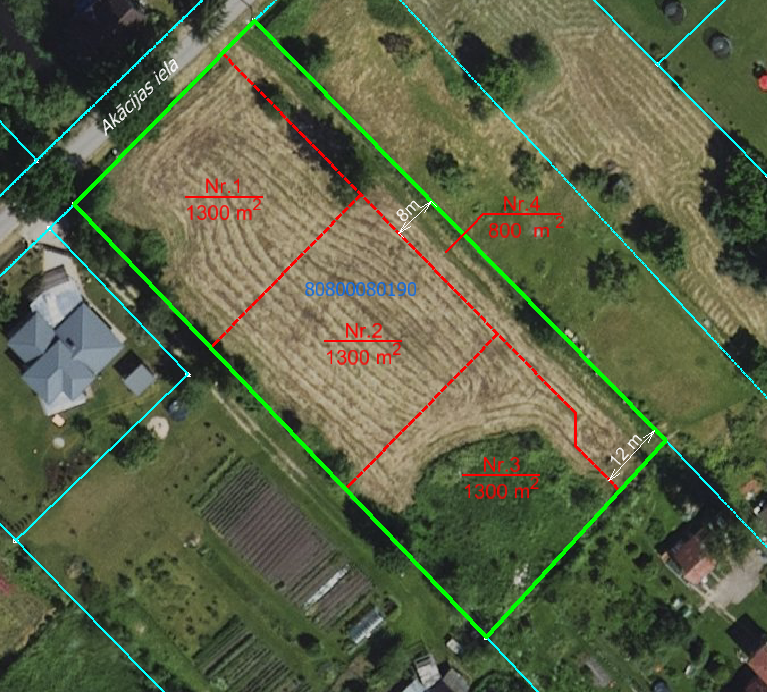 Akācijas iela
Nr.1
1300 m²
8m
Nr.4
800 m²
80800080190
Nr.2
1300 m²
12 m
Nr.3
1300 m²